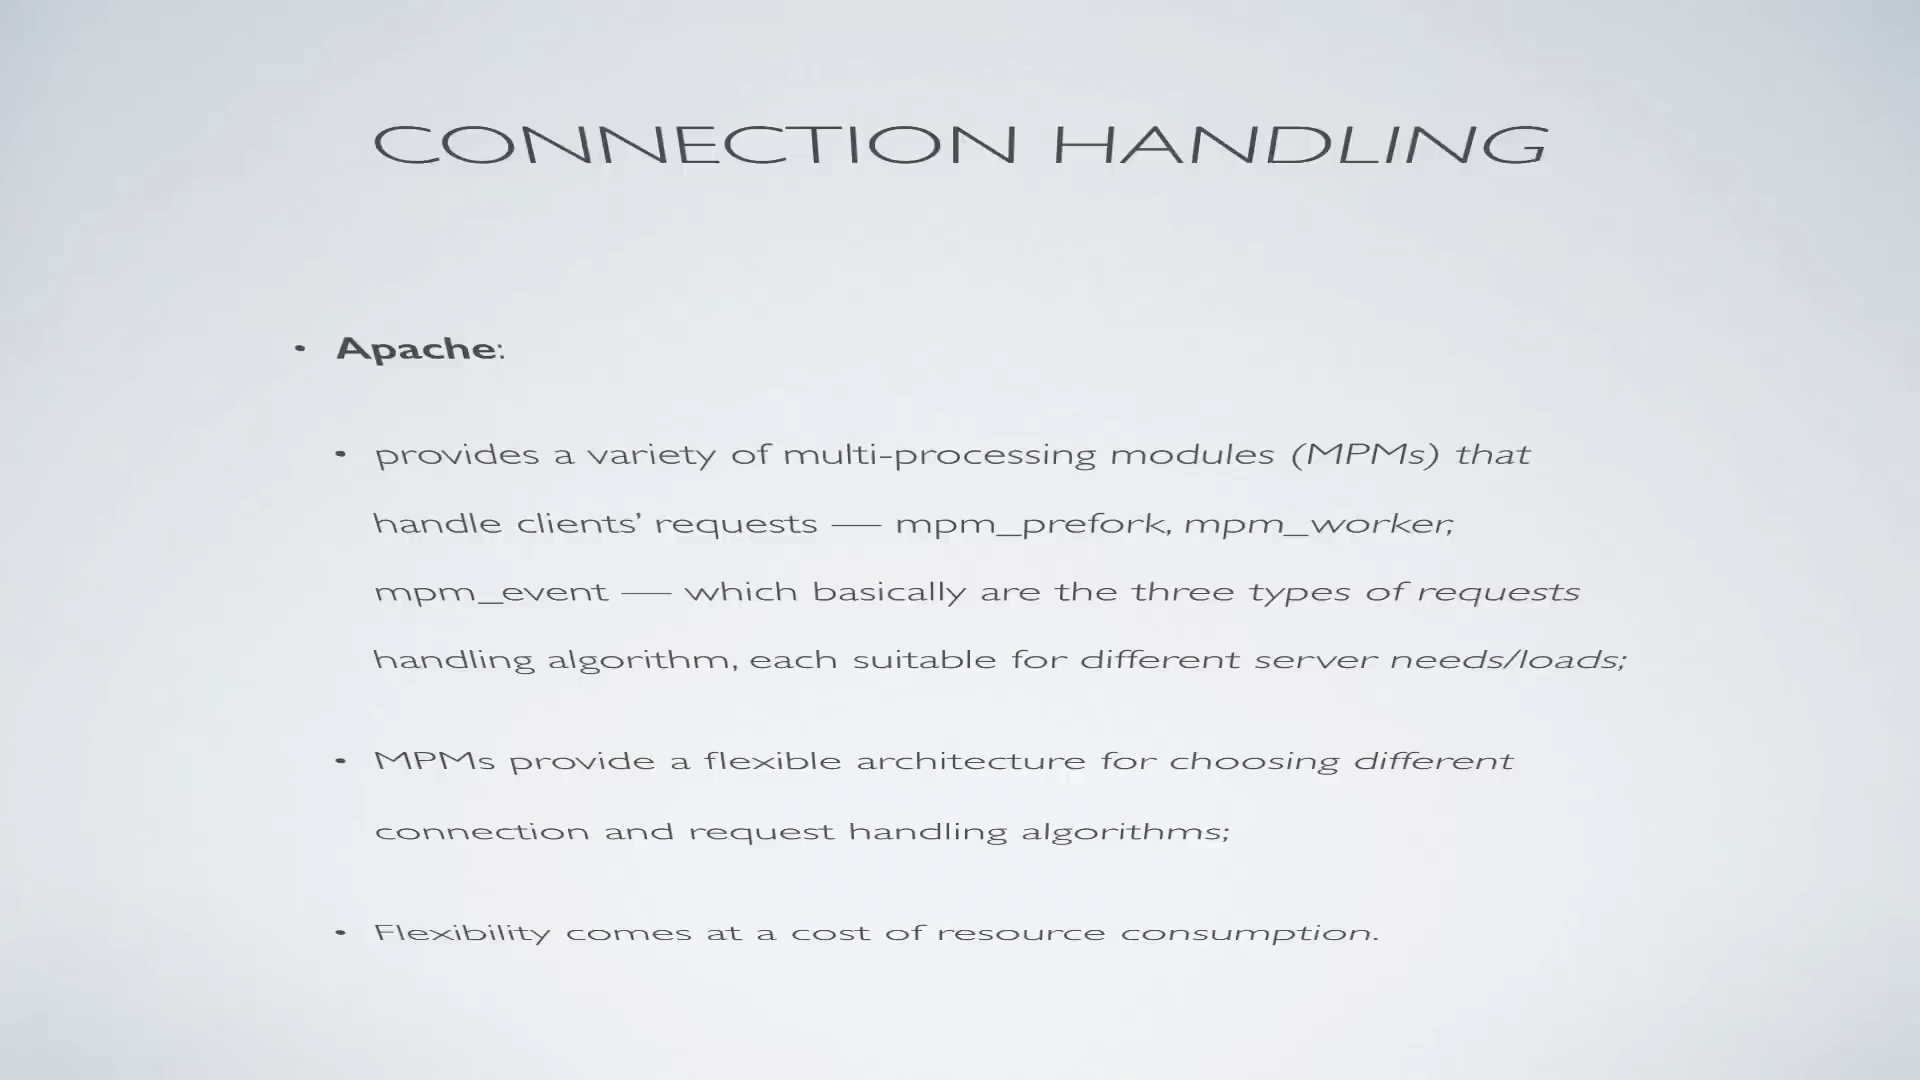 CONNECTION HANDLING
• Apache:
• provides a variety of multi-processing modules (MPMs) that
handle clients’ requests — mpm_prefork, mpm_worker,
mpm_event — which basically are the three types of requests
handling algorithm, each suitable for different server needs/loads;
• MPMs provide a flexible architecture for choosing different
connection and request handling algorithms;
• Flexibility comes at a cost of resource consumption.